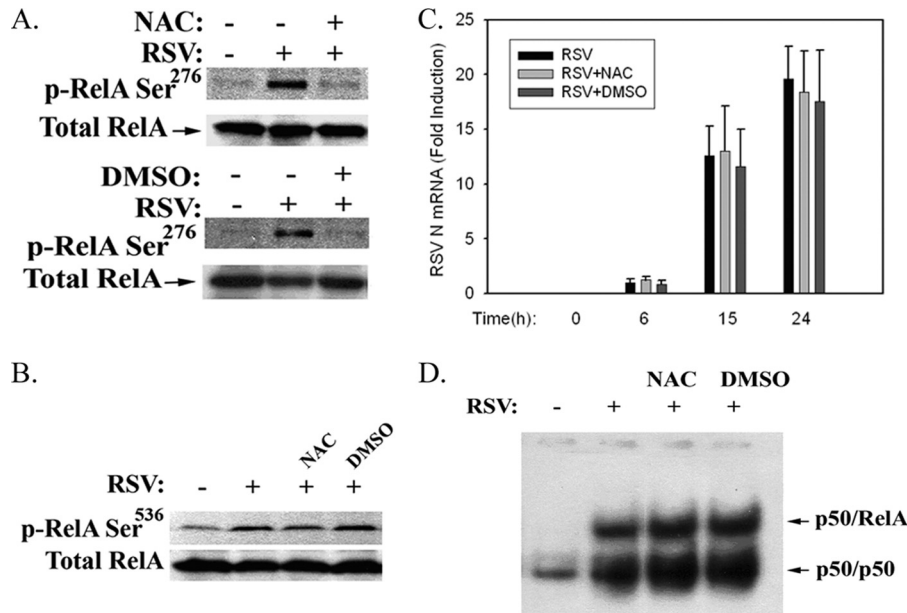 A.
NAC: - - +
RSV: - + +
p-RelA Ser276
Total RelA
DMSO: - - +
RSV: - + +
p-RelA Ser276
Total RelA
B.
NAC DMSO
RSV: - + + +
p-RelA Ser536
Total RelA
C.
RSV
RSV+NAC
RSV+DMSO
RSV N mRNA (Fold Induction)
25
20
15
10
5
0
Time(h): 0 6 15 24
D.
NAC DMSO
RSV: - + + +
p50/RelA
p50/p50